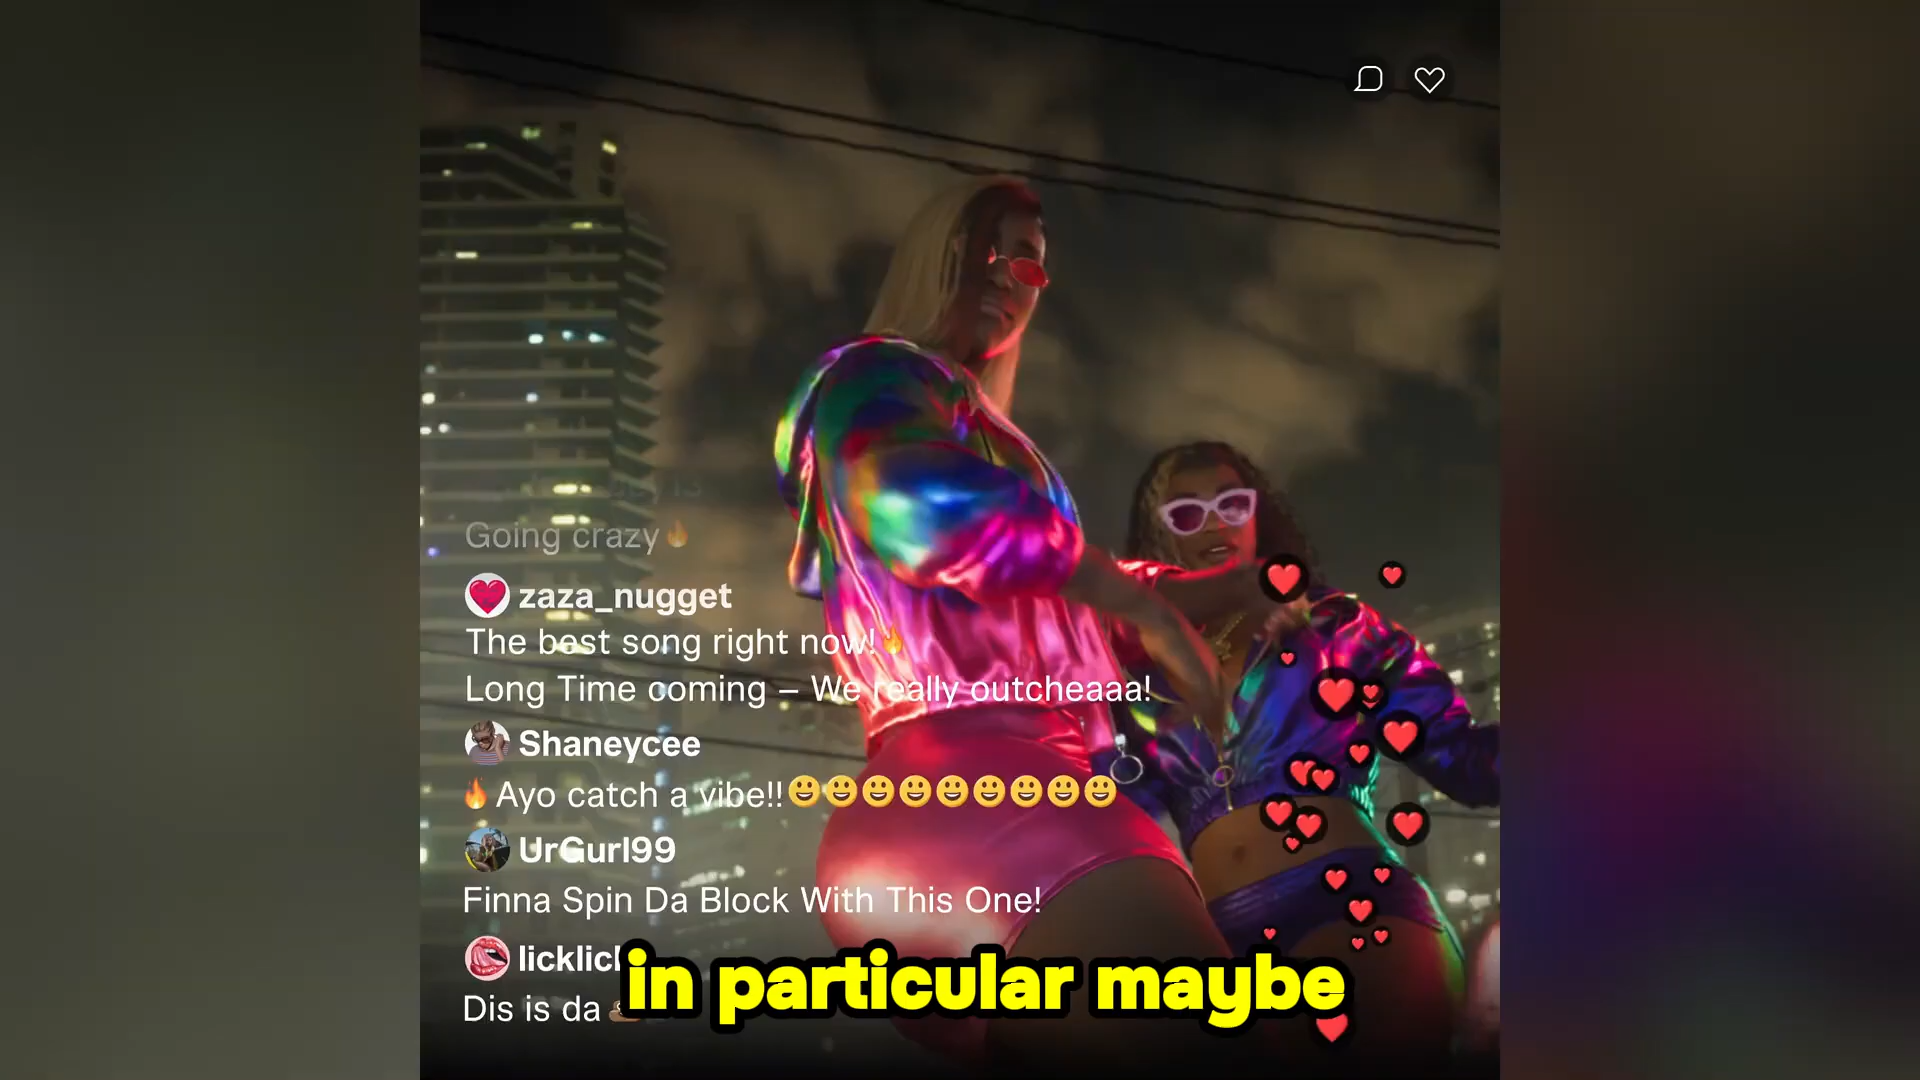 Going crazy🔥
zaza_nugget
The best song right now!🔥
Long Time coming – We really outcheaaa!
Shaneycee
🔥Ayo catch a vibe!!😀😀😀😀😀😀😀😀😀
UrGurl99
Finna Spin Da Block With This One!
Dis is da
in particular maybe